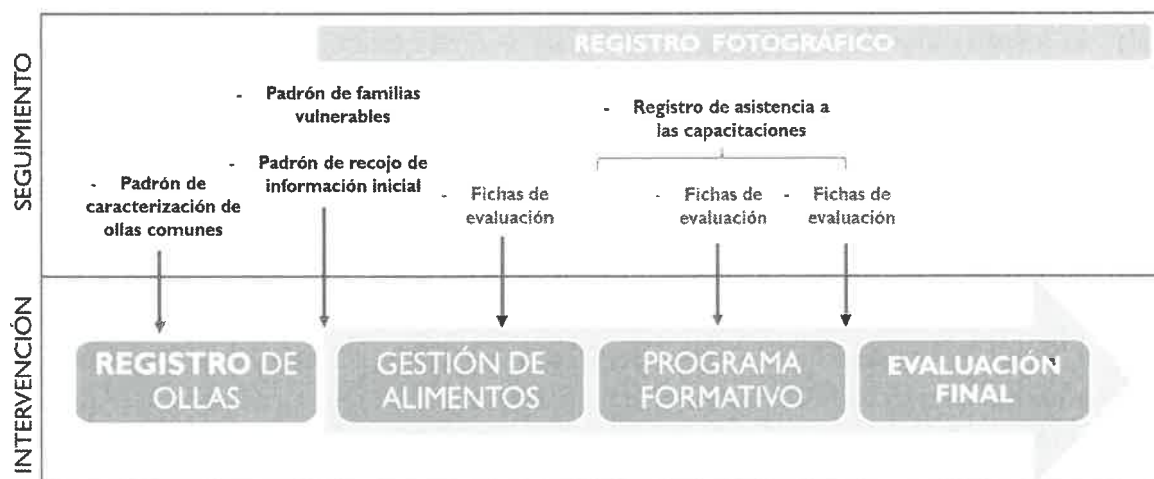 SEGUIMIENTO
REGISTRO FOTOGRÁFICO
- Padrón de familias
vulnerables
- Padrón de recojo de
información inicial
- Padrón de
caracterización de
ollas comunes
- Fichas de
evaluación
- Registro de asistencia a
las capacitaciones
- Fichas de
evaluación
- Fichas de
evaluación
INTERVENCIÓN
REGISTRO DE
OLLAS
GESTIÓN DE
ALIMENTOS
PROGRAMA
FORMATIVO
EVALUACIÓN
FINAL